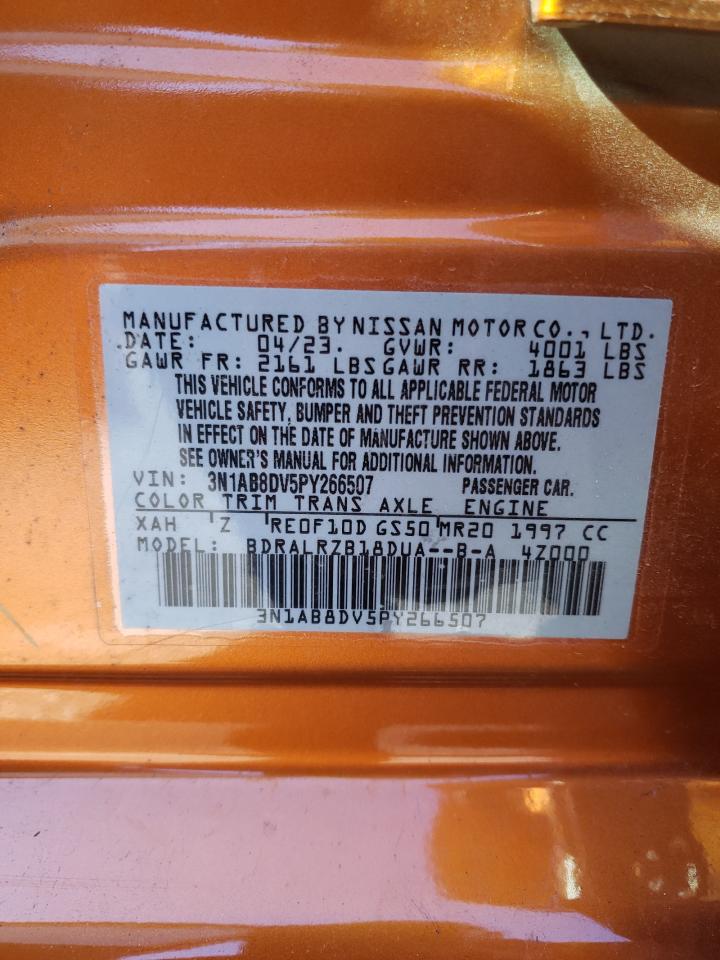 MANUFACTURED BY NISSAN MOTOR CO., LTD.
DATE: 04/23. GVWR: 4001 LBS
GAWR FR: 2161 LBS GAWR RR: 1863 LBS
THIS VEHICLE CONFORMS TO ALL APPLICABLE FEDERAL MOTOR
VEHICLE SAFETY, BUMPER AND THEFT PREVENTION STANDARDS
IN EFFECT ON THE DATE OF MANUFACTURE SHOWN ABOVE.
SEE OWNER'S MANUAL FOR ADDITIONAL INFORMATION.
VIN: 3N1AB8DV5PY266507 PASSENGER CAR.
COLOR TRIM TRANS AXLE ENGINE
XAH Z RE0F10D GS50 MR20 1997 CC
MODEL: BDRALRZB18DUA--B-A 4Z000
3N1AB8DV5PY266507